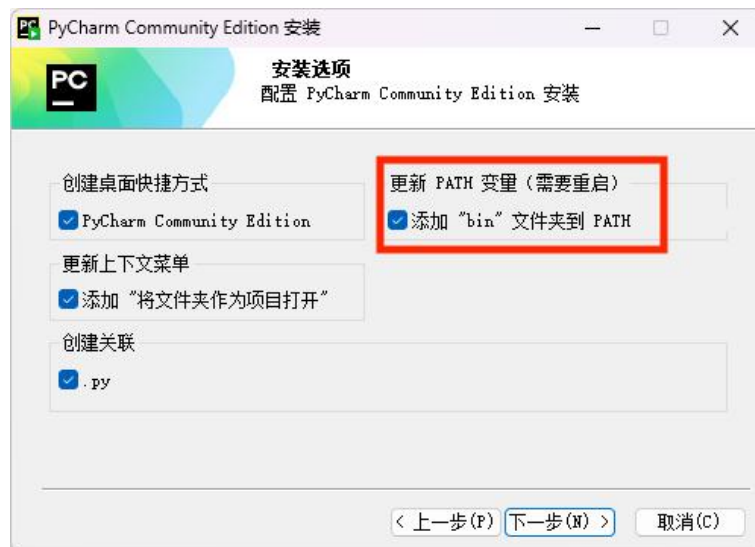 PyCharm Community Edition 安装
PC
安装选项
配置 PyCharm Community Edition 安装
创建桌面快捷方式
PyCharm Community Edition
更新 PATH 变量（需要重启）
添加 "bin" 文件夹到 PATH
更新上下文菜单
添加 "将文件夹作为项目打开"
创建关联
.py
< 上一步(P)
下一步(N) >
取消(C)